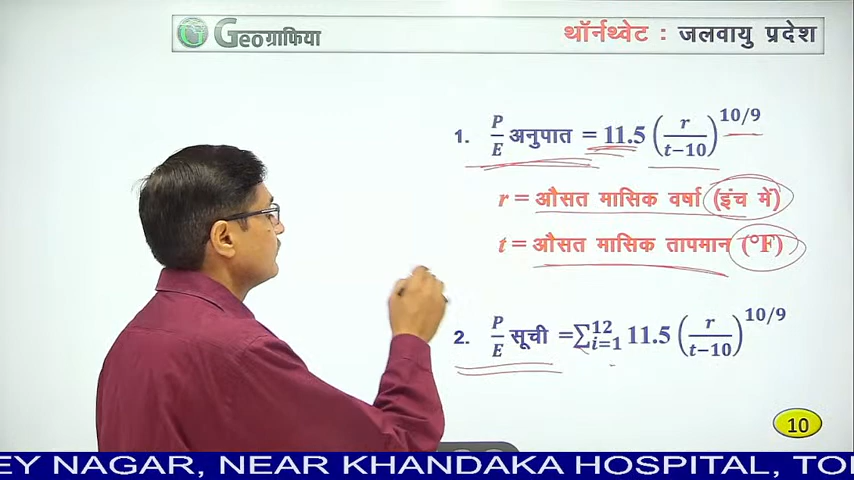 Geoग्राफिया
थॉर्नथ्वेट : जलवायु प्रदेश
1. P/E अनुपात = 11.5 (r/(t−10))^10/9
r = औसत मासिक वर्षा (इंच में)
t = औसत मासिक तापमान (°F)
2. P/E सूची = ∑_{i=1}^{12} 11.5 (r/(t−10))^10/9
10
EY NAGAR, NEAR KHANDAKA HOSPITAL, TO